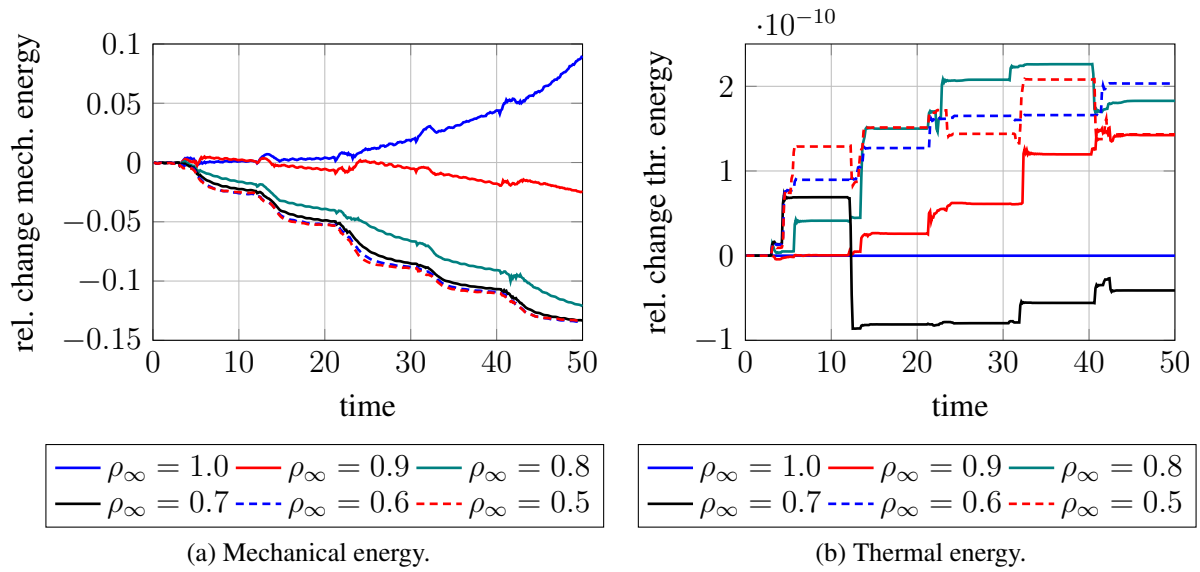 0.1
0.05
0
−0.05
−0.1
−0.15
0 10 20 30 40 50
rel. change mech. energy
time
ρ∞ = 1.0 ρ∞ = 0.9 ρ∞ = 0.8
ρ∞ = 0.7 ρ∞ = 0.6 ρ∞ = 0.5
(a) Mechanical energy.
·10−10
2
1
0
−1
0 10 20 30 40 50
rel. change thr. energy
time
ρ∞ = 1.0 ρ∞ = 0.9 ρ∞ = 0.8
ρ∞ = 0.7 ρ∞ = 0.6 ρ∞ = 0.5
(b) Thermal energy.